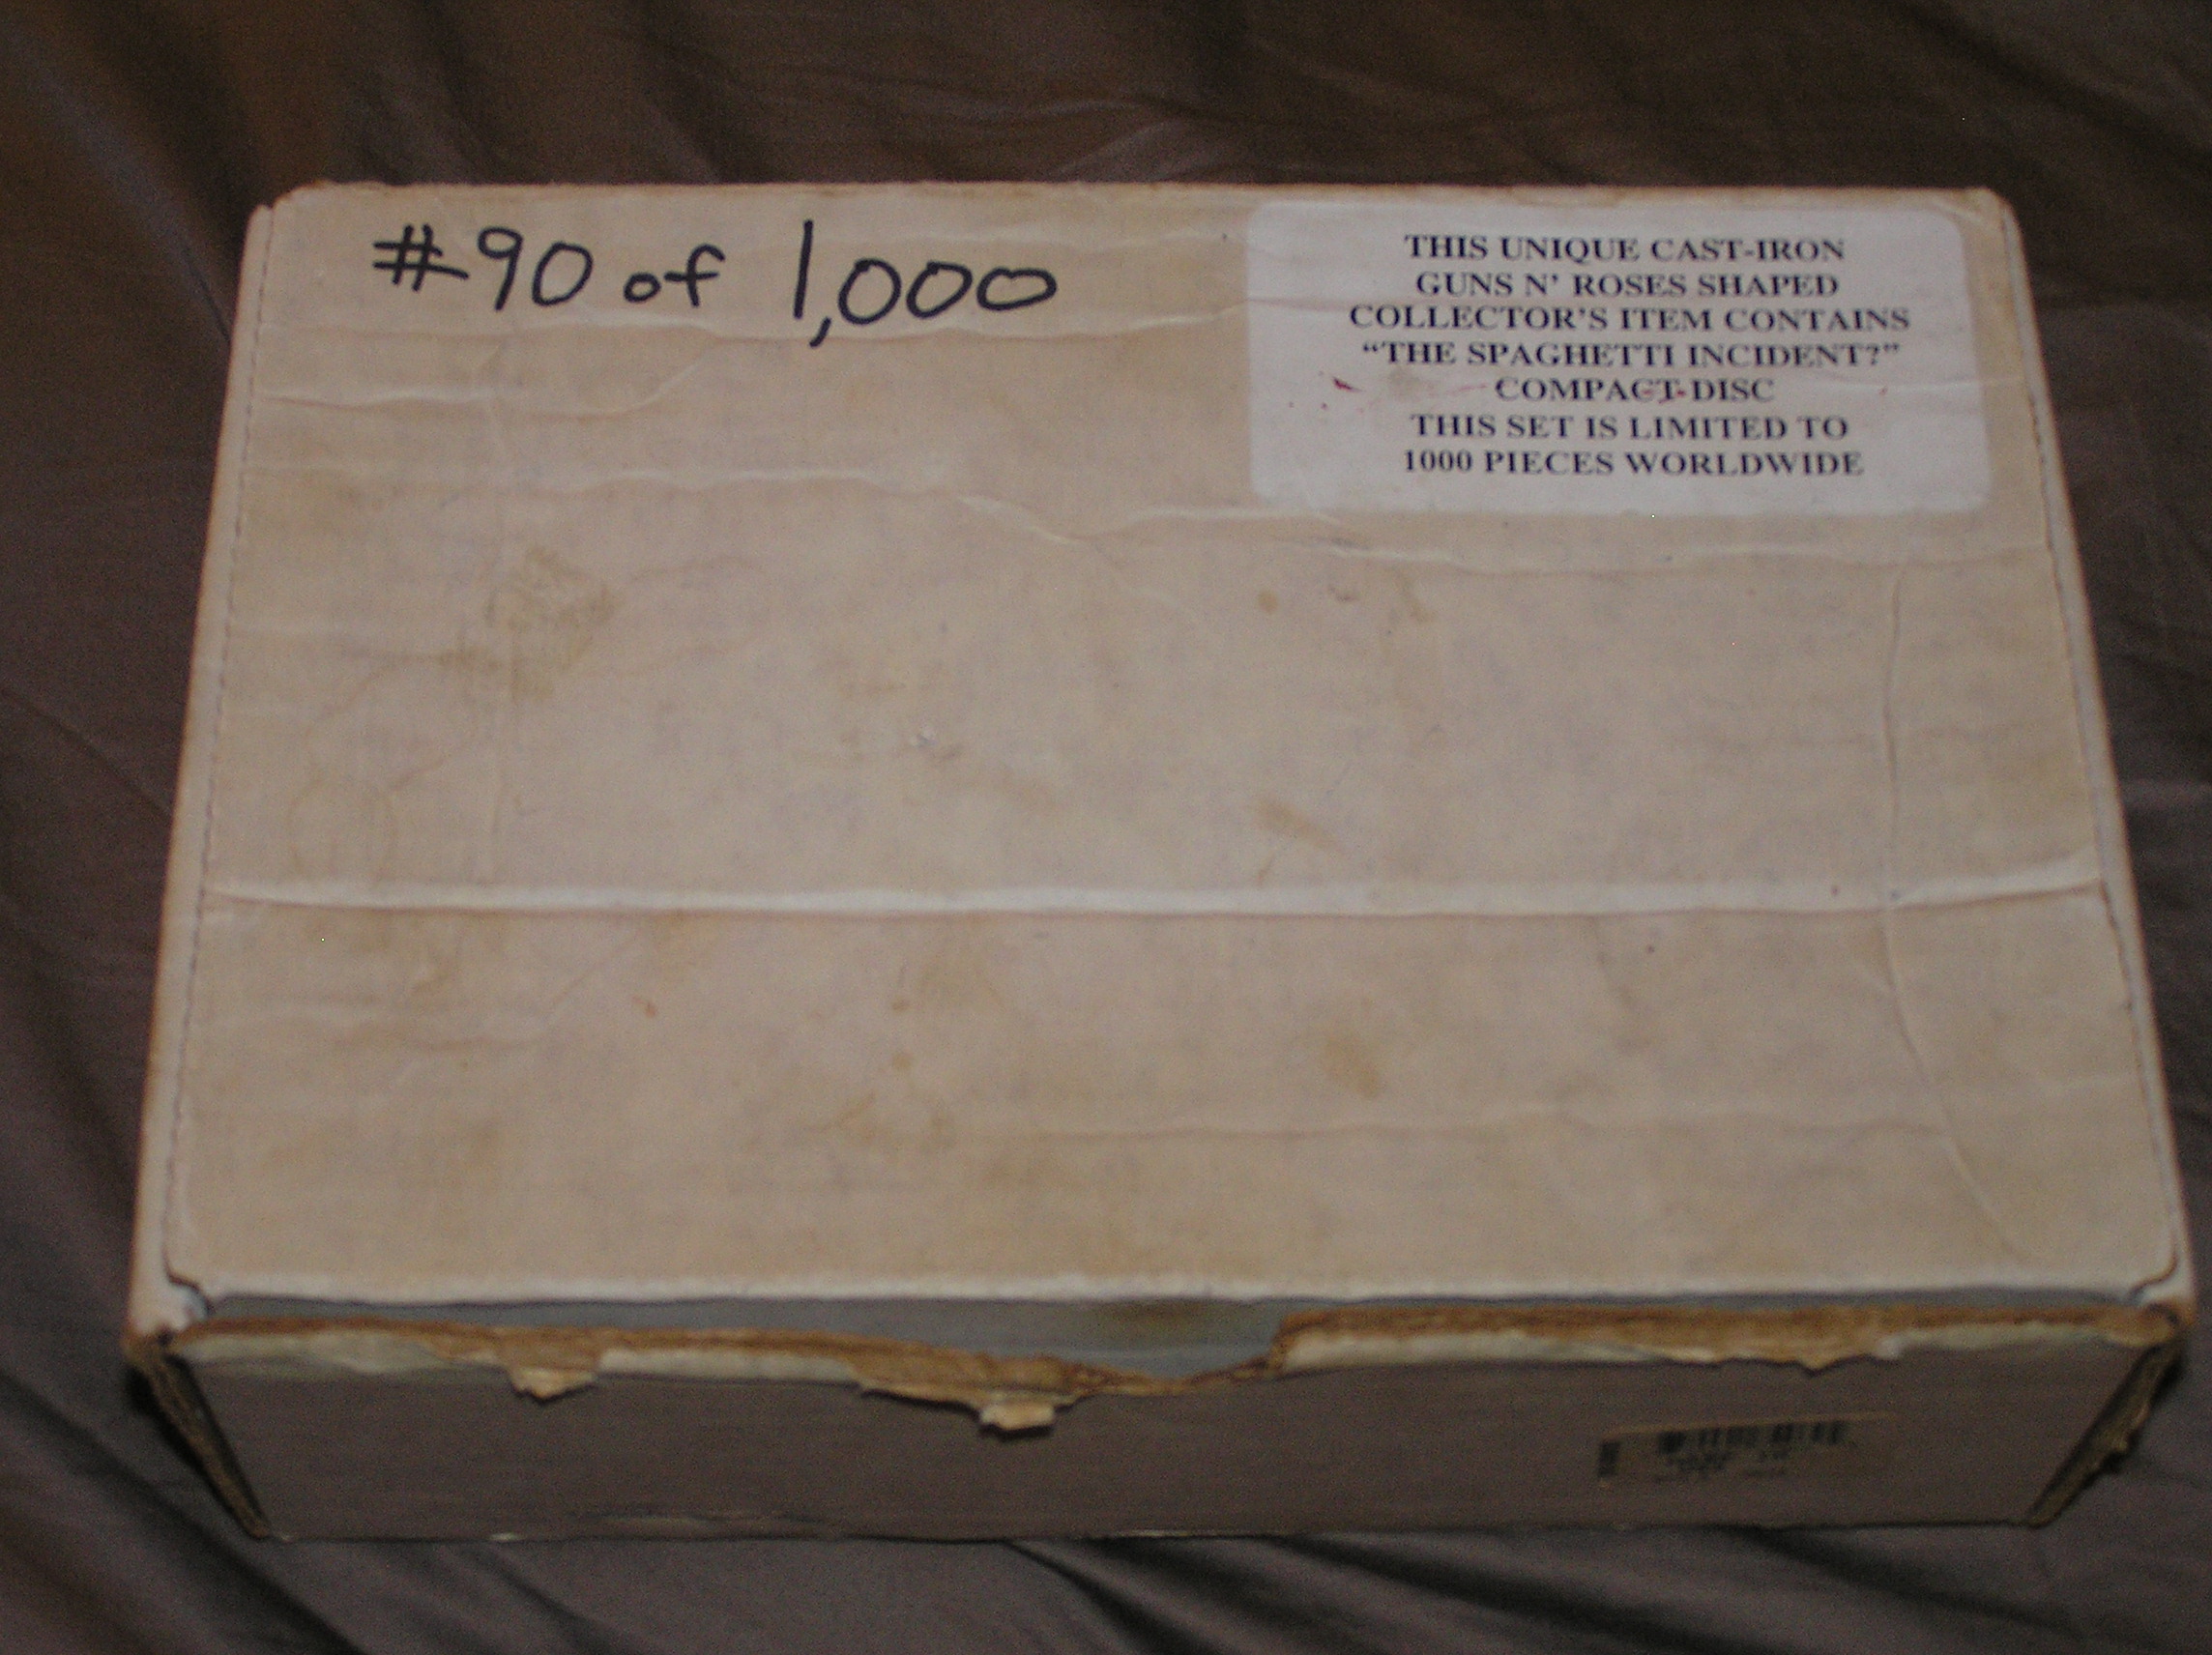 #90 of 1,000
THIS UNIQUE CAST-IRON
GUNS N' ROSES SHAPED
COLLECTOR'S ITEM CONTAINS
"THE SPAGHETTI INCIDENT?"
COMPACT DISC
THIS SET IS LIMITED TO
1000 PIECES WORLDWIDE